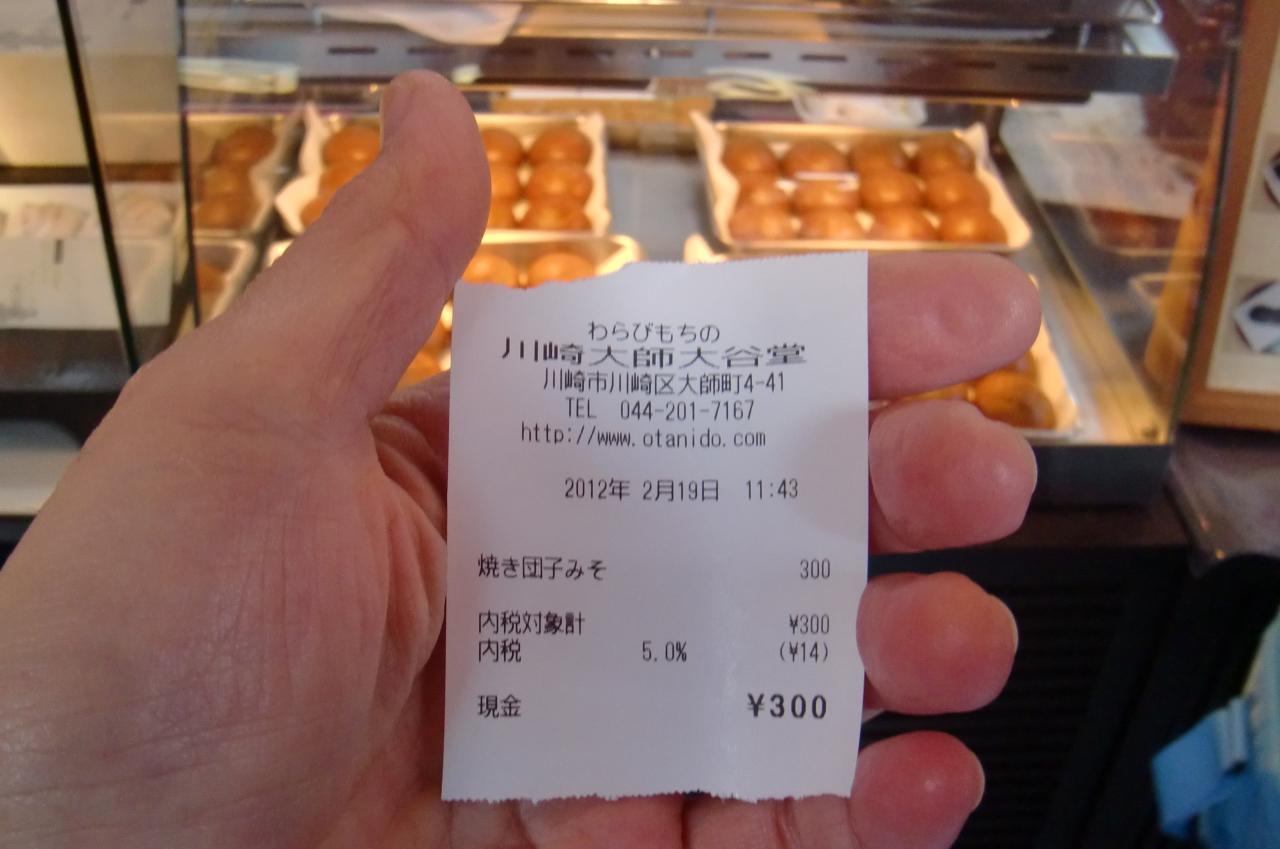 わらびもちの
川崎大師大谷堂
川崎市川崎区大師町4-41
TEL 044-201-7167
http://www.otanido.com
2012年 2月19日 11:43
焼き団子みそ 300
内税対象計 ¥300
内税 5.0% (¥14)
現金 ¥300